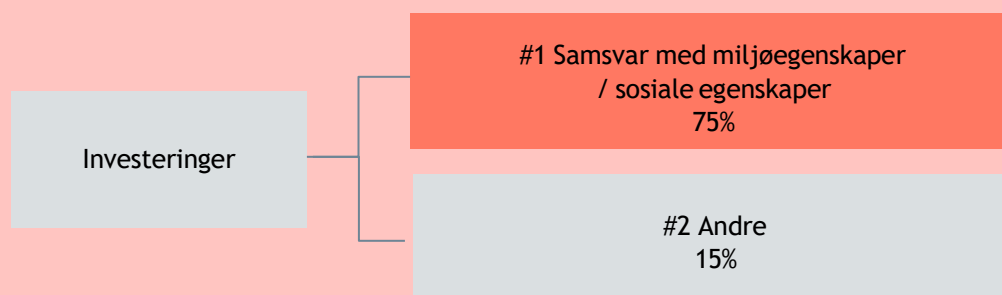 #1 Samsvar med miljøegenskaper
/ sosiale egenskaper
75%
Investeringer
#2 Andre
15%